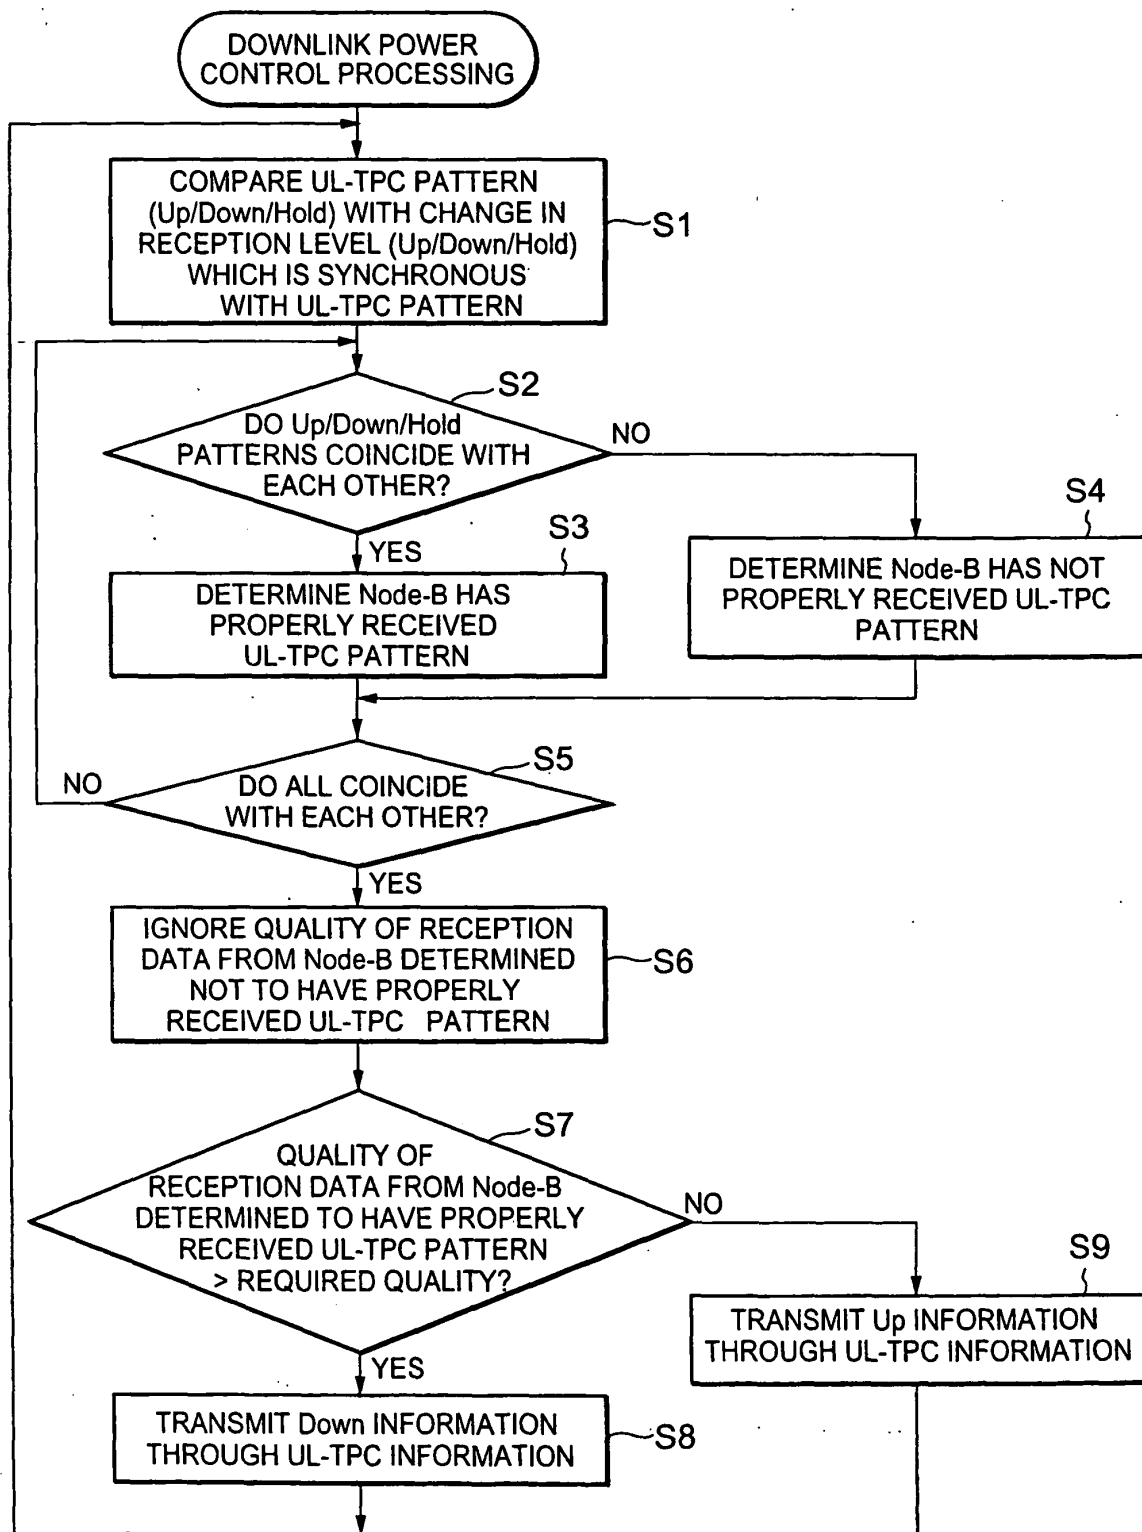 DOWNLINK POWER
CONTROL PROCESSING
COMPARE UL-TPC PATTERN
(Up/Down/Hold) WITH CHANGE IN
RECEPTION LEVEL (Up/Down/Hold)
WHICH IS SYNCHRONOUS
WITH UL-TPC PATTERN
S1
S2
DO Up/Down/Hold
PATTERNS COINCIDE WITH
EACH OTHER?
NO
YES
S3
DETERMINE Node-B HAS
PROPERLY RECEIVED
UL-TPC PATTERN
S4
DETERMINE Node-B HAS NOT
PROPERLY RECEIVED UL-TPC
PATTERN
S5
DO ALL COINCIDE
WITH EACH OTHER?
NO
YES
IGNORE QUALITY OF RECEPTION
DATA FROM Node-B DETERMINED
NOT TO HAVE PROPERLY
RECEIVED UL-TPC PATTERN
S6
S7
QUALITY OF
RECEPTION DATA FROM Node-B
DETERMINED TO HAVE PROPERLY
RECEIVED UL-TPC PATTERN
> REQUIRED QUALITY?
NO
YES
S9
TRANSMIT Up INFORMATION
THROUGH UL-TPC INFORMATION
TRANSMIT Down INFORMATION
THROUGH UL-TPC INFORMATION
S8